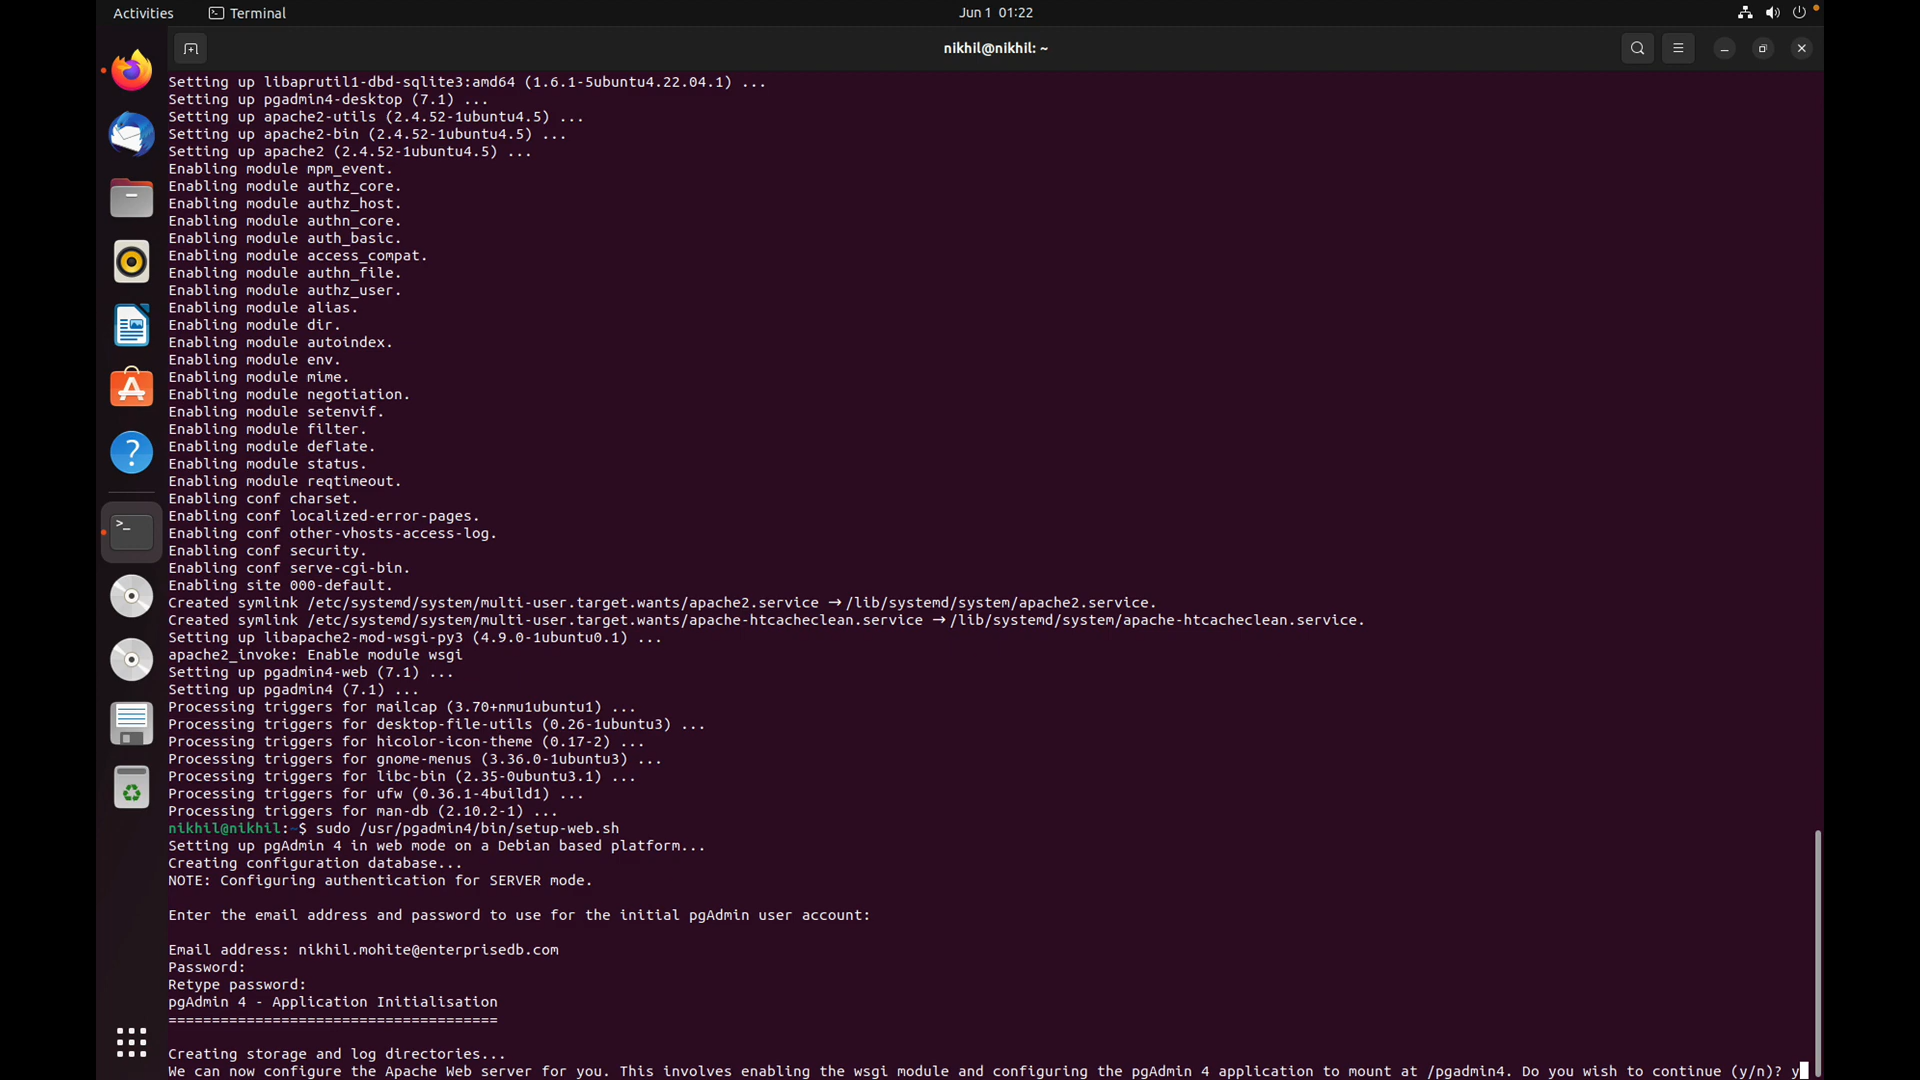 Activities
Terminal
Jun 1 01:22
nikhil@nikhil: ~
Setting up libaprutil1-dbd-sqlite3:amd64 (1.6.1-5ubuntu4.22.04.1) ...
Setting up pgadmin4-desktop (7.1) ...
Setting up apache2-utils (2.4.52-1ubuntu4.5) ...
Setting up apache2-bin (2.4.52-1ubuntu4.5) ...
Setting up apache2 (2.4.52-1ubuntu4.5) ...
Enabling module mpm_event.
Enabling module authz_core.
Enabling module authz_host.
Enabling module authn_core.
Enabling module auth_basic.
Enabling module access_compat.
Enabling module authn_file.
Enabling module authz_user.
Enabling module alias.
Enabling module dir.
Enabling module autoindex.
Enabling module env.
Enabling module mime.
Enabling module negotiation.
Enabling module setenvif.
Enabling module filter.
Enabling module deflate.
Enabling module status.
Enabling module reqtimeout.
Enabling conf charset.
Enabling conf localized-error-pages.
Enabling conf other-vhosts-access-log.
Enabling conf security.
Enabling conf serve-cgi-bin.
Enabling site 000-default.
Created symlink /etc/systemd/system/multi-user.target.wants/apache2.service → /lib/systemd/system/apache2.service.
Created symlink /etc/systemd/system/multi-user.target.wants/apache-htcacheclean.service → /lib/systemd/system/apache-htcacheclean.service.
Setting up libapache2-mod-wsgi-py3 (4.9.0-1ubuntu0.1) ...
apache2_invoke: Enable module wsgi
Setting up pgadmin4-web (7.1) ...
Setting up pgadmin4 (7.1) ...
Processing triggers for mailcap (3.70+nmu1ubuntu1) ...
Processing triggers for desktop-file-utils (0.26-1ubuntu3) ...
Processing triggers for hicolor-icon-theme (0.17-2) ...
Processing triggers for gnome-menus (3.36.0-1ubuntu3) ...
Processing triggers for libc-bin (2.35-0ubuntu3.1) ...
Processing triggers for ufw (0.36.1-4build1) ...
Processing triggers for man-db (2.10.2-1) ...
nikhil@nikhil:~$ sudo /usr/pgadmin4/bin/setup-web.sh
Setting up pgAdmin 4 in web mode on a Debian based platform...
Creating configuration database...
NOTE: Configuring authentication for SERVER mode.
Enter the email address and password to use for the initial pgAdmin user account:
Email address: nikhil.mohite@enterprisedb.com
Password:
Retype password:
pgAdmin 4 - Application Initialisation
======================================
Creating storage and log directories...
We can now configure the Apache Web server for you. This involves enabling the wsgi module and configuring the pgAdmin 4 application to mount at /pgadmin4. Do you wish to continue (y/n)? y